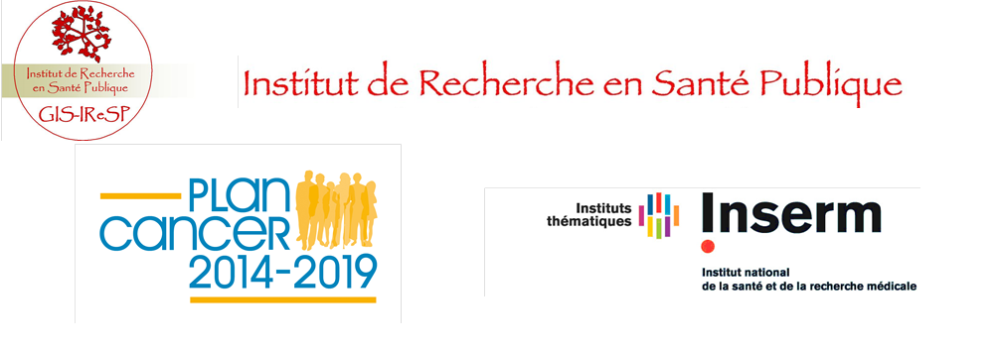 Institut de Recherche
en Santé Publique
GIS-IReSP
Institut de Recherche en Santé Publique
PLan
canceR
2014-2019
Instituts
thématiques
Inserm
Institut national
de la santé et de la recherche médicale